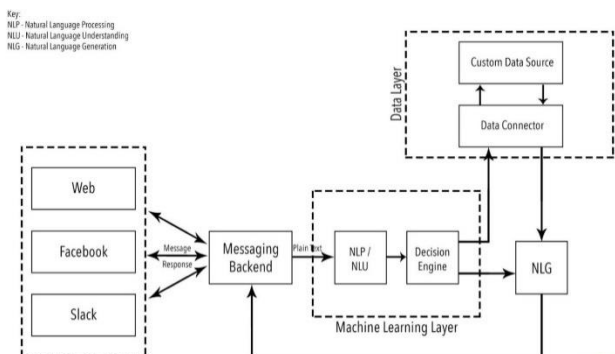 Key:
NLP - Natural Language Processing
NLU - Natural Language Understanding
NLG - Natural Language Generation
Custom Data Source
Data Layer
Data Connector
Web
Facebook
Slack
Message
Response
Messaging
Backend
Plain Text
NLP /
NLU
Decision
Engine
NLG
Machine Learning Layer